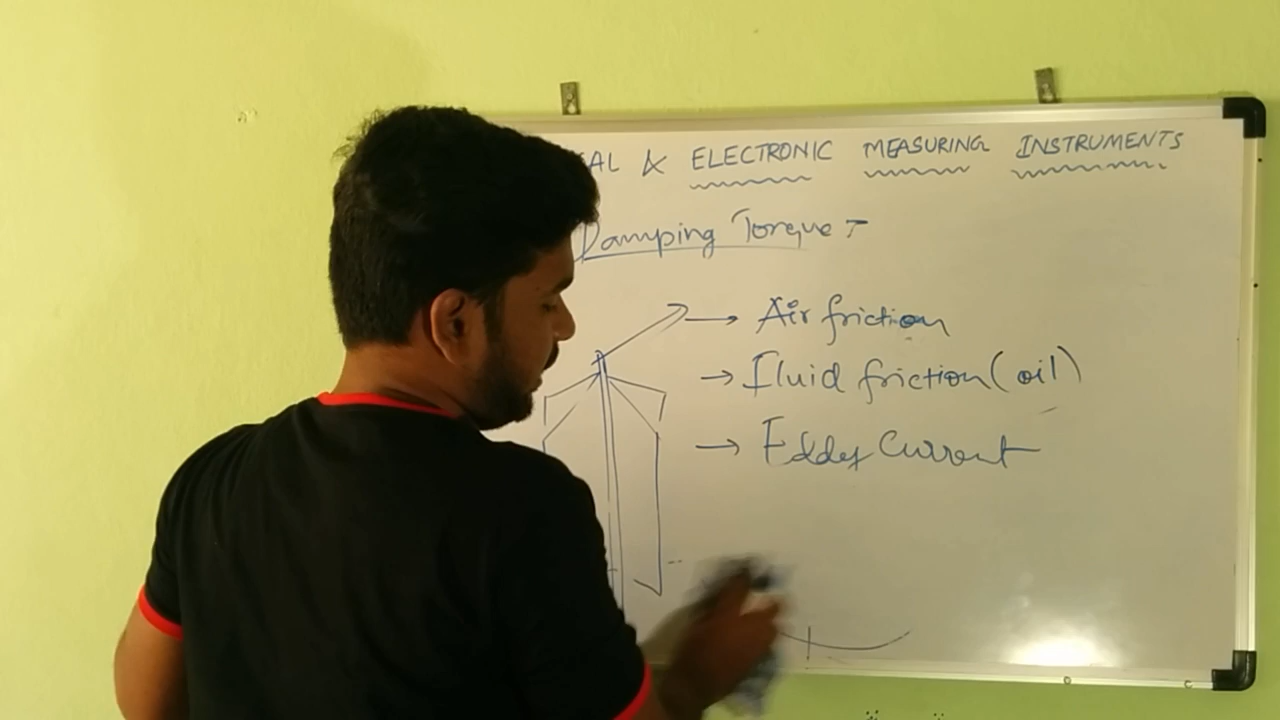 AL & ELECTRONIC MEASURING INSTRUMENTS
Damping Torque :-
→ Air friction
→ Fluid friction (oil)
→ Eddy Current